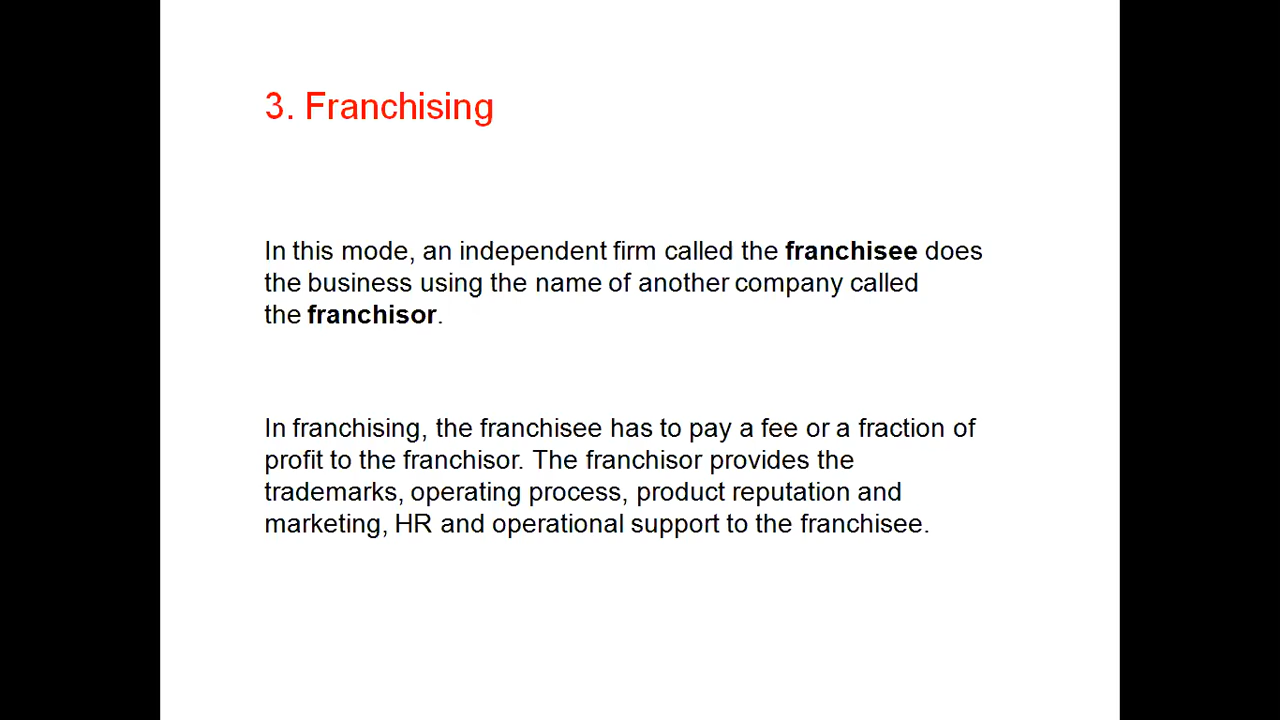 3. Franchising
In this mode, an independent firm called the franchisee does
the business using the name of another company called
the franchisor.
In franchising, the franchisee has to pay a fee or a fraction of
profit to the franchisor. The franchisor provides the
trademarks, operating process, product reputation and
marketing, HR and operational support to the franchisee.